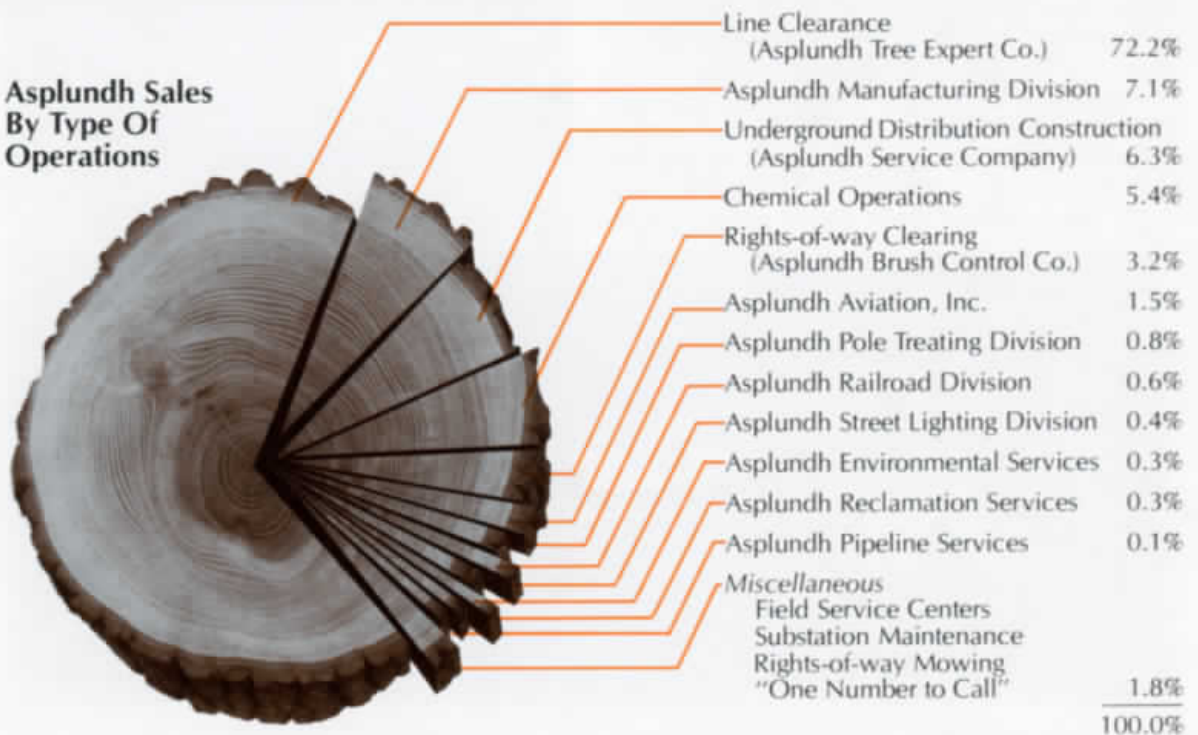 Asplundh Sales
By Type Of
Operations
Line Clearance
(Asplundh Tree Expert Co.) 72.2%
Asplundh Manufacturing Division 7.1%
Underground Distribution Construction
(Asplundh Service Company) 6.3%
Chemical Operations 5.4%
Rights-of-way Clearing
(Asplundh Brush Control Co.) 3.2%
Asplundh Aviation, Inc. 1.5%
Asplundh Pole Treating Division 0.8%
Asplundh Railroad Division 0.6%
Asplundh Street Lighting Division 0.4%
Asplundh Environmental Services 0.3%
Asplundh Reclamation Services 0.3%
Asplundh Pipeline Services 0.1%
Miscellaneous
Field Service Centers
Substation Maintenance
Rights-of-way Mowing
"One Number to Call" 1.8%
100.0%